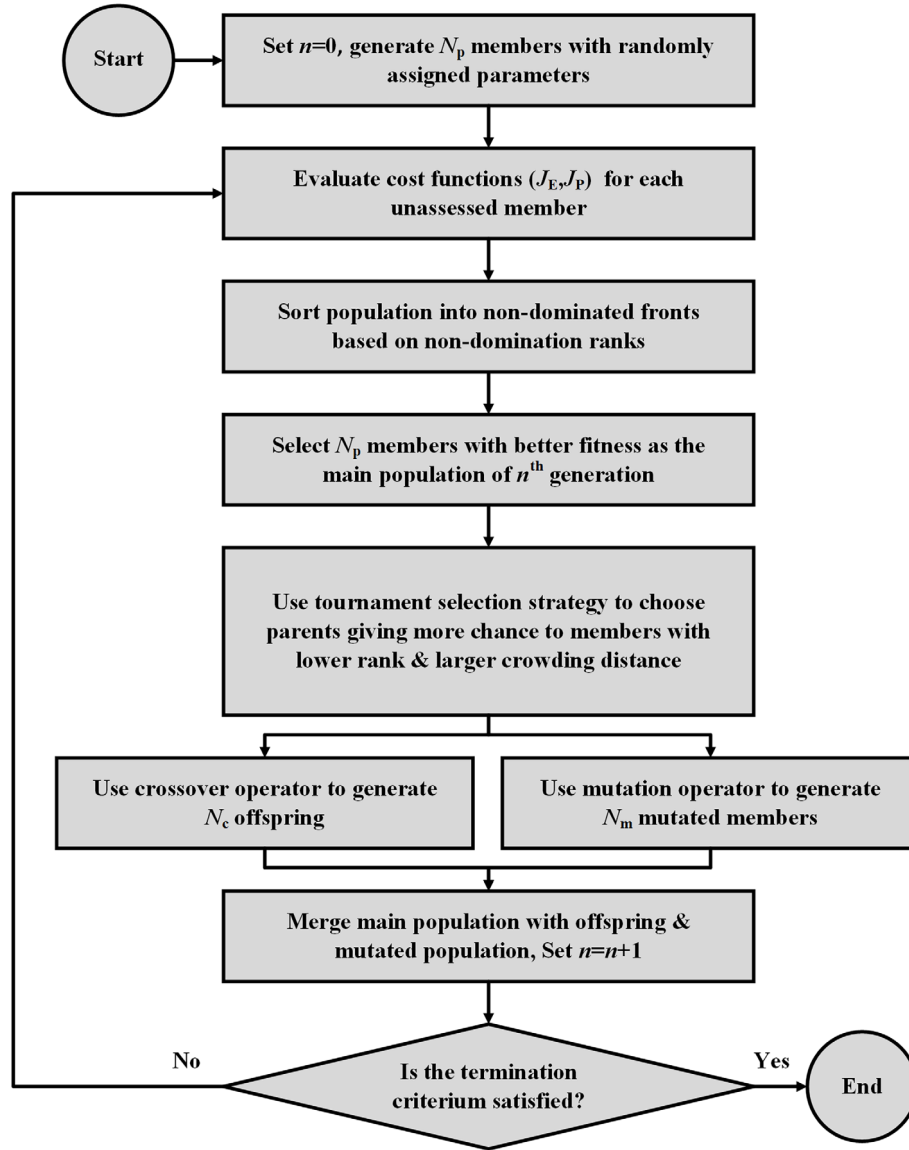 Start
Set n=0, generate Np members with randomly
assigned parameters
Evaluate cost functions (JE,JP) for each
unassessed member
Sort population into non-dominated fronts
based on non-domination ranks
Select Np members with better fitness as the
main population of nth generation
Use tournament selection strategy to choose
parents giving more chance to members with
lower rank & larger crowding distance
Use crossover operator to generate
Nc offspring
Use mutation operator to generate
Nm mutated members
Merge main population with offspring &
mutated population, Set n=n+1
No
Is the termination
criterium satisfied?
Yes
End